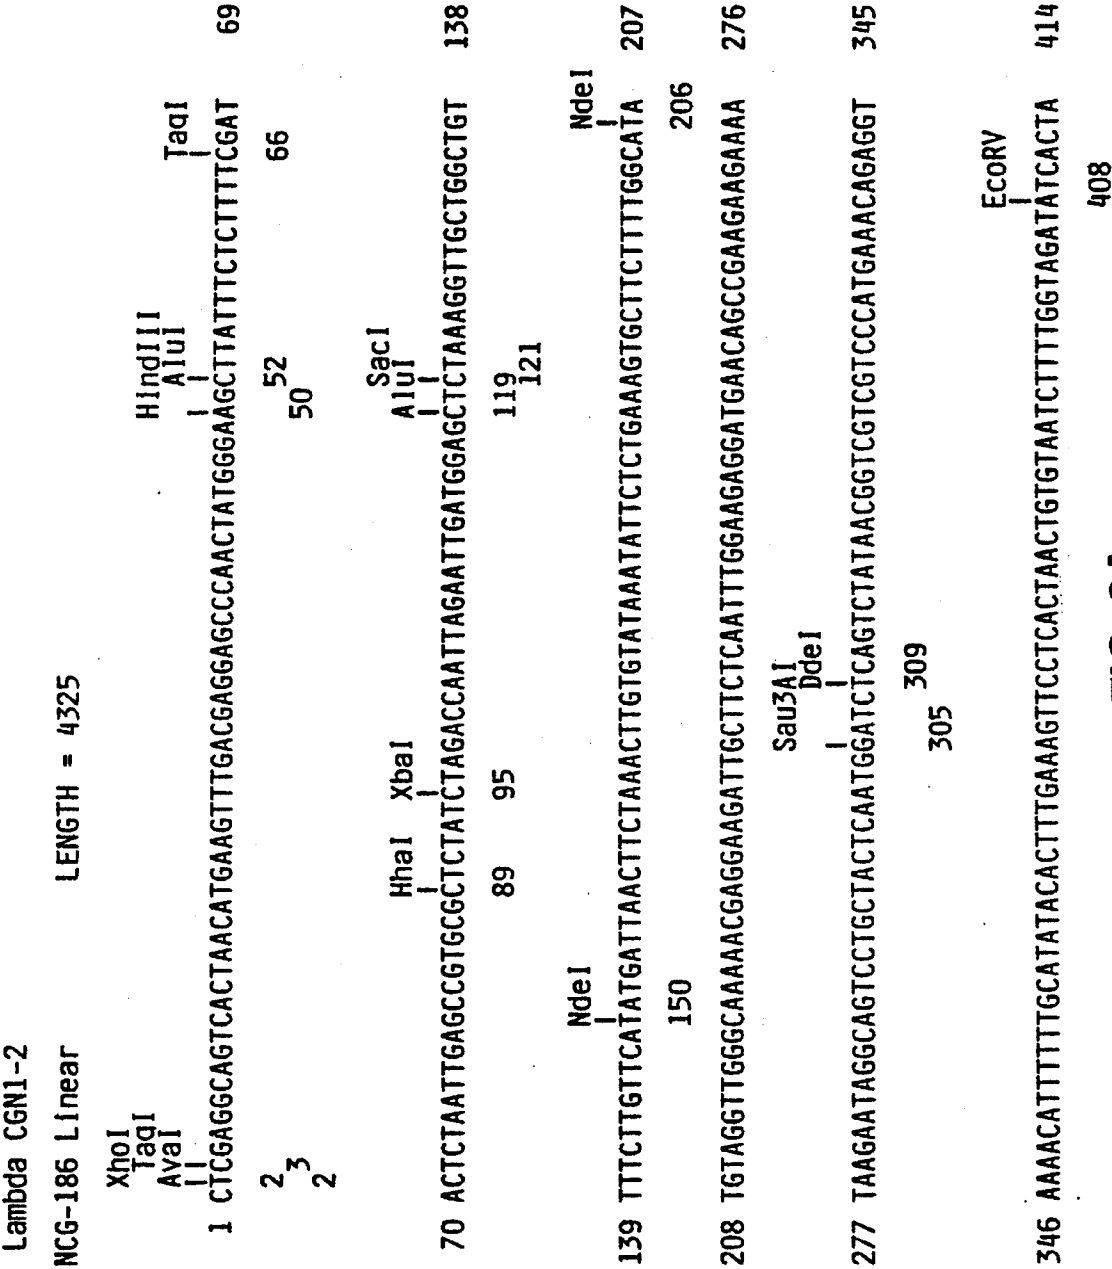 Lambda CGN1-2
NCG-186 Linear LENGTH = 4325
XhoI
TaqI HindIII
AvaI AluI TaqI
1 CTCGAGGCAGTCACTAACATGAAGTTTGACGAGGAGCCCAACTATGGGAAGCTTATTTCTCTTTTCGAT 69
2 52 66
3 50
2
SacI
HhaI XbaI AluI
70 ACTCTAATTGAGCCGTGCGCTCTATCTAGACCAATTAGAATTGATGGAGCTCTAAAGGTTGCTGGCTGT 138
89 95 119
121
NdeI NdeI
139 TTTCTTGTTCATATGATTAACTTCTAAACTTGTGTATAAATATTCTCTGAAAGTGCTTCTTTTGGCATA 207
150 206
208 TGTAGGTTGGGCAAAAACGAGGAAGATTGCTTCTCAATTTGGAAGAGGATGAACAGCCGAAGAAGAAAA 276
Sau3AI
DdeI
277 TAAGAATAGGCAGTCCTGCTACTCAATGGATCTCAGTCTATAACGGTCGTCGTCCCATGAAACAGAGGT 345
309
305
EcoRV
346 AAAACATTTTTTGCATATACACTTTGAAAGTTCCTCACTAACTGTGTAATCTTTTGGTAGATATCACTA 414
408